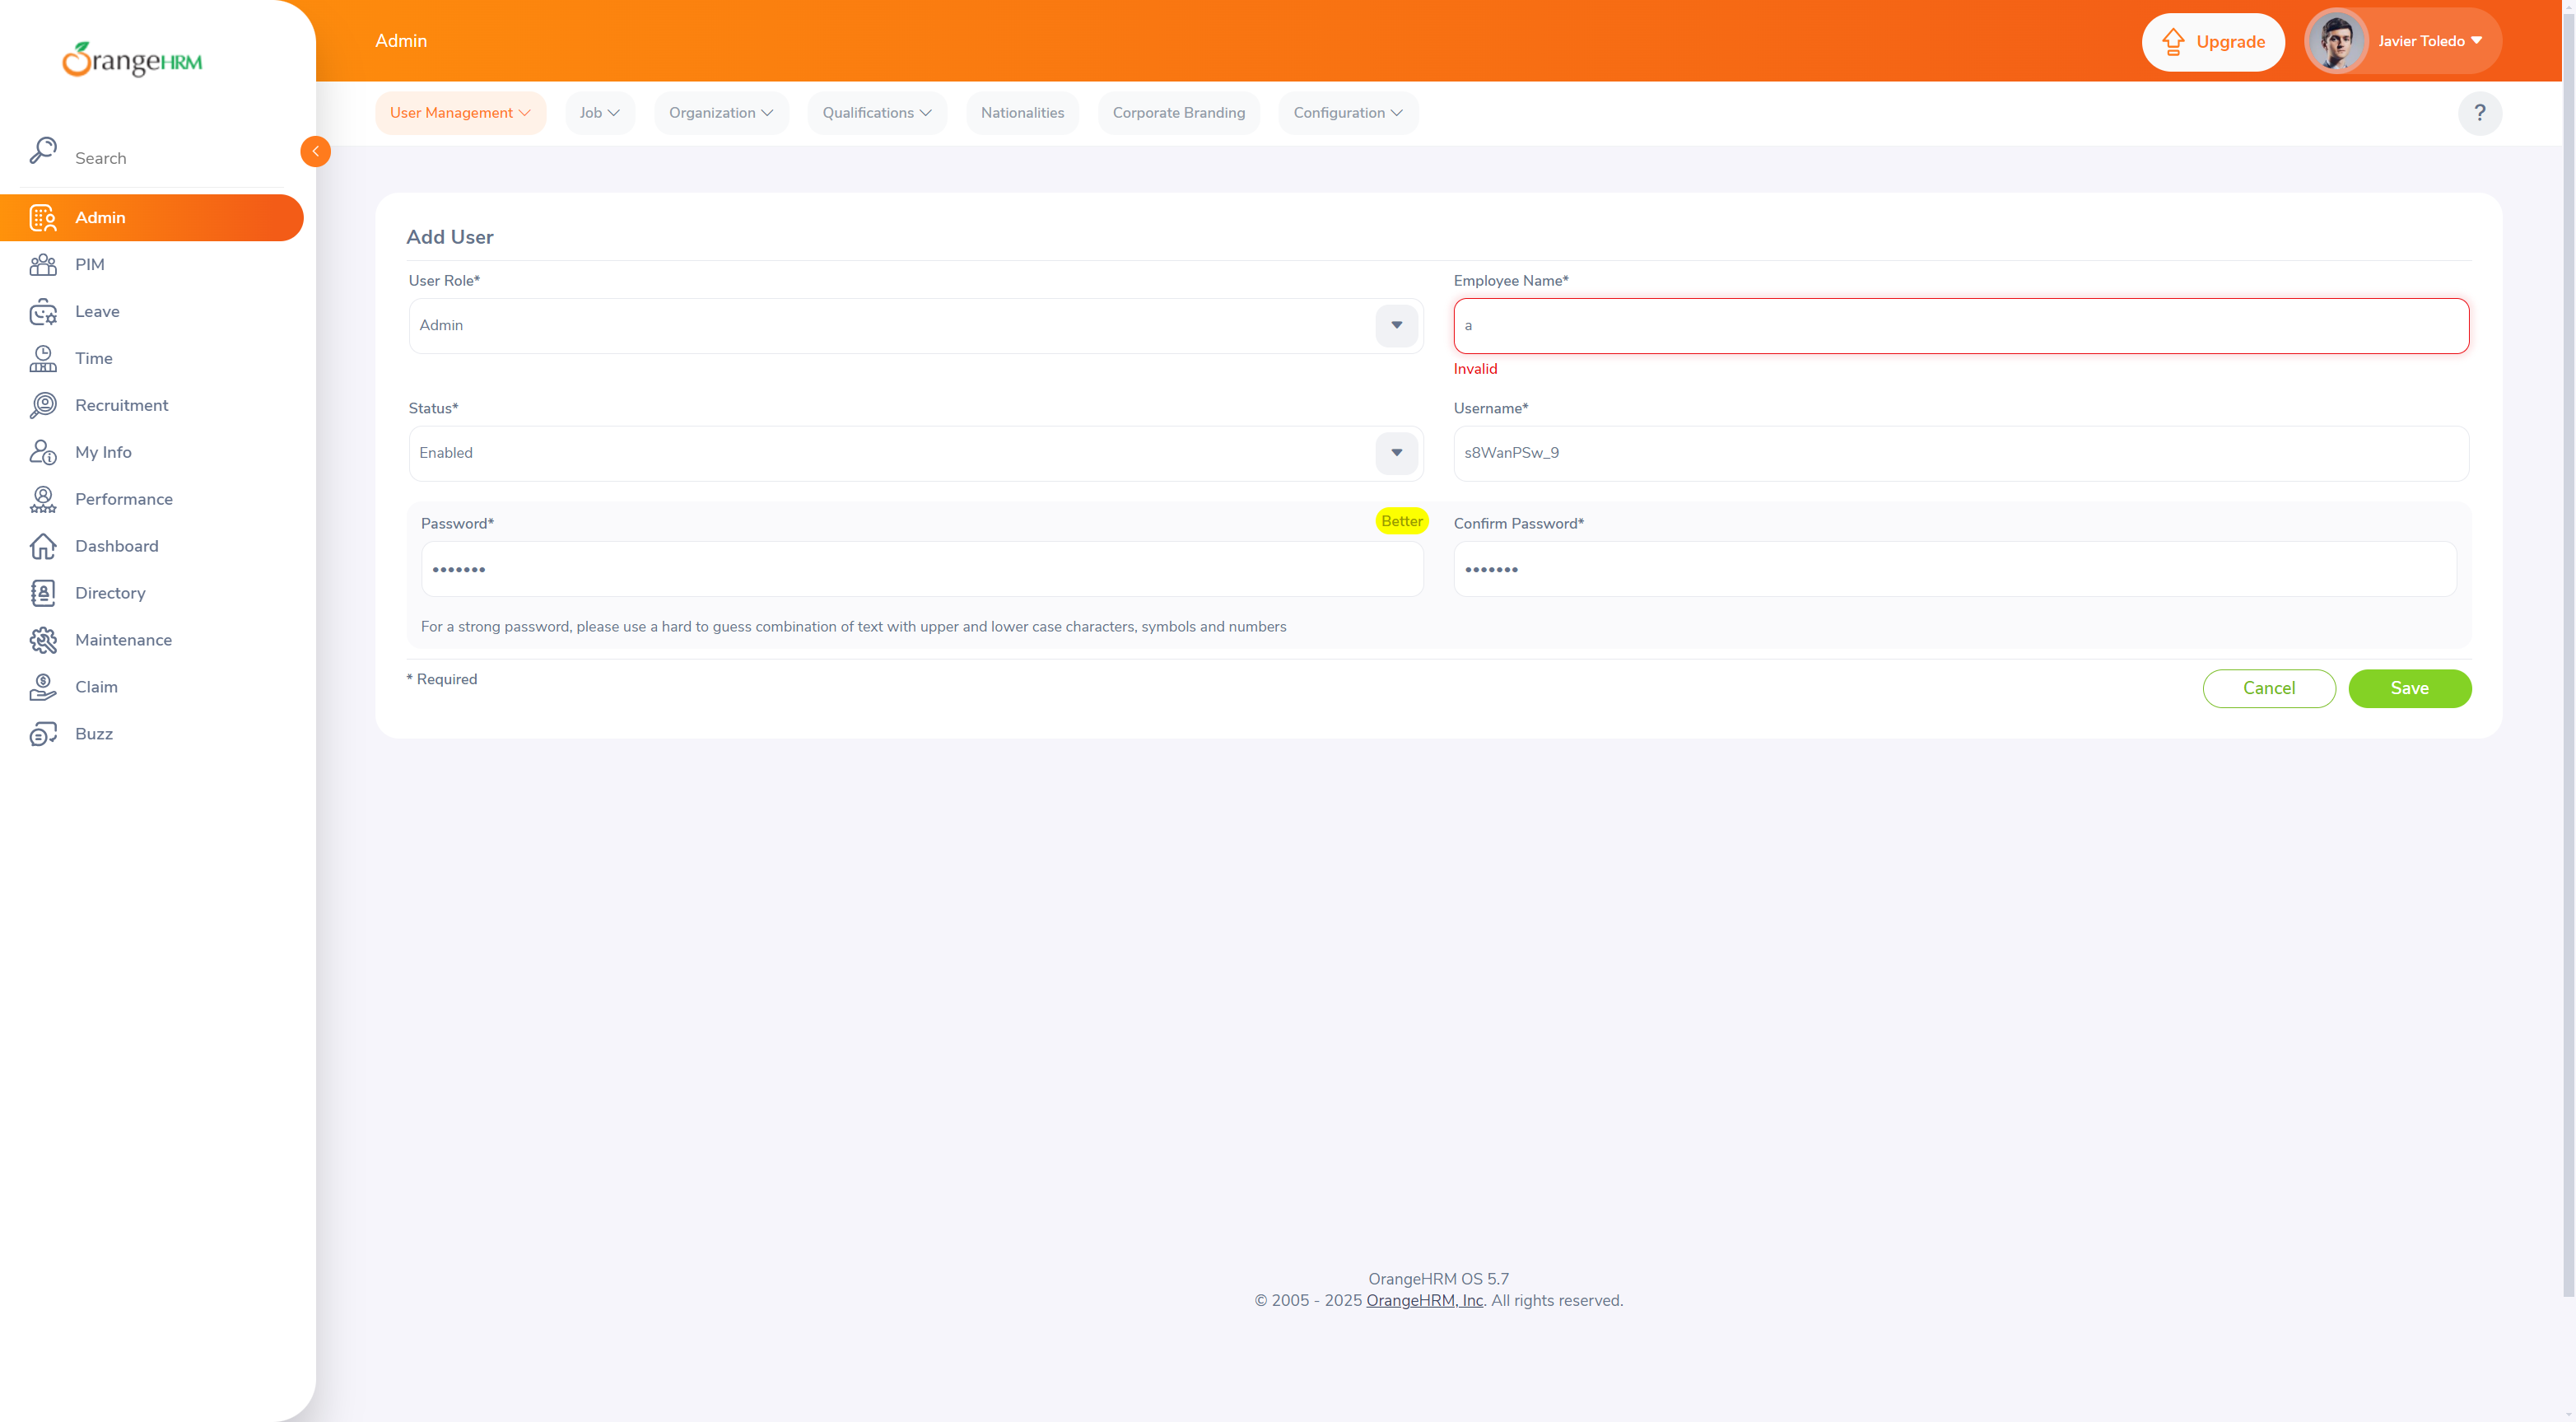 OrangeHRM
Admin
Upgrade
Javier Toledo
User Management
Job
Organization
Qualifications
Nationalities
Corporate Branding
Configuration
?
Search
Admin
PIM
Leave
Time
Recruitment
My Info
Performance
Dashboard
Directory
Maintenance
Claim
Buzz
Add User
User Role*
Employee Name*
Admin
a
Invalid
Status*
Username*
Enabled
s8WanPSw_9
Password*
Better
Confirm Password*
•••••••
•••••••
For a strong password, please use a hard to guess combination of text with upper and lower case characters, symbols and numbers
* Required
Cancel
Save
OrangeHRM OS 5.7
© 2005 - 2025 OrangeHRM, Inc. All rights reserved.